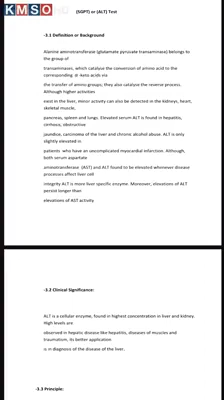 KMSO
(SGPT) or (ALT) Test
-3.1 Definition or Background
Alanine aminotransferase (glutamate pyruvate transaminase) belongs to
the group of
transaminases, which catalyse the conversion of amino acid to the
corresponding α-keto acids via
the transfer of amino groups; they also catalyse the reverse process.
Although higher activities
exist in the liver, minor activity can also be detected in the kidneys, heart,
skeletal muscle,
pancreas, spleen and lungs. Elevated serum ALT is found in hepatitis,
cirrhosis, obstructive
jaundice, carcinoma of the liver and chronic alcohol abuse. ALT is only
slightly elevated in
patients who have an uncomplicated myocardial infarction. Although,
both serum aspartate
aminotransferase (AST) and ALT found to be elevated whenever disease
processes affect liver cell
integrity ALT is more liver specific enzyme. Moreover, elevations of ALT
persist longer than
elevations of AST activity
-3.2 Clinical Significance:
ALT is a cellular enzyme, found in highest concentration in liver and kidney.
High levels are
observed in hepatic disease like hepatitis, diseases of muscles and
traumatism, its better application
is in diagnosis of the disease of the liver.
-3.3 Principle: